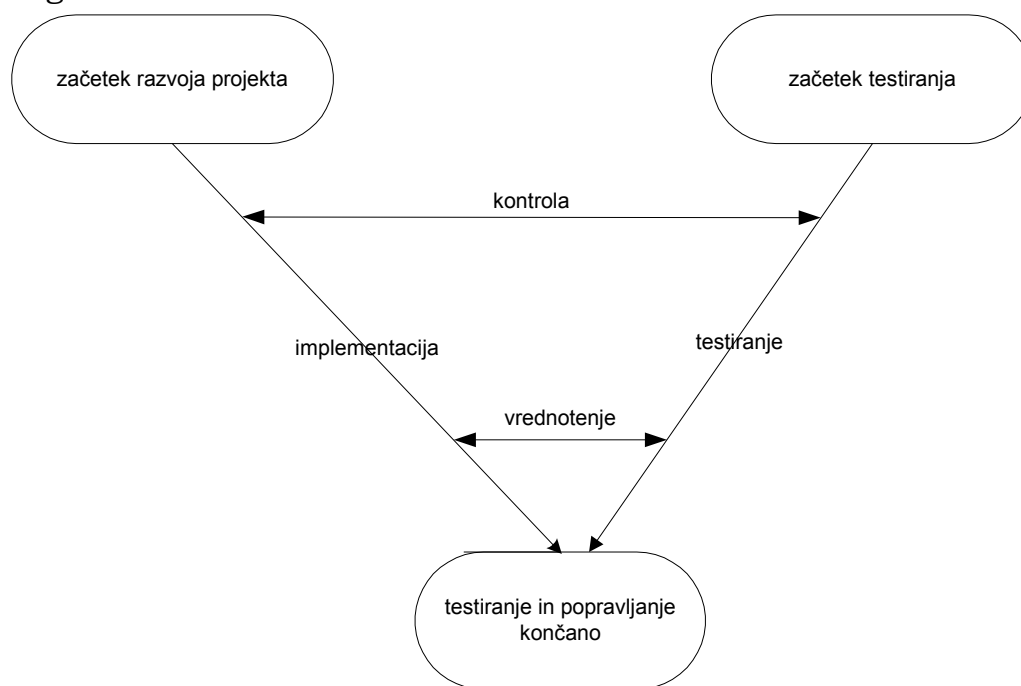 začetek razvoja projekta
začetek testiranja
kontrola
implementacija
testiranje
vrednotenje
testiranje in popravljanje
končano